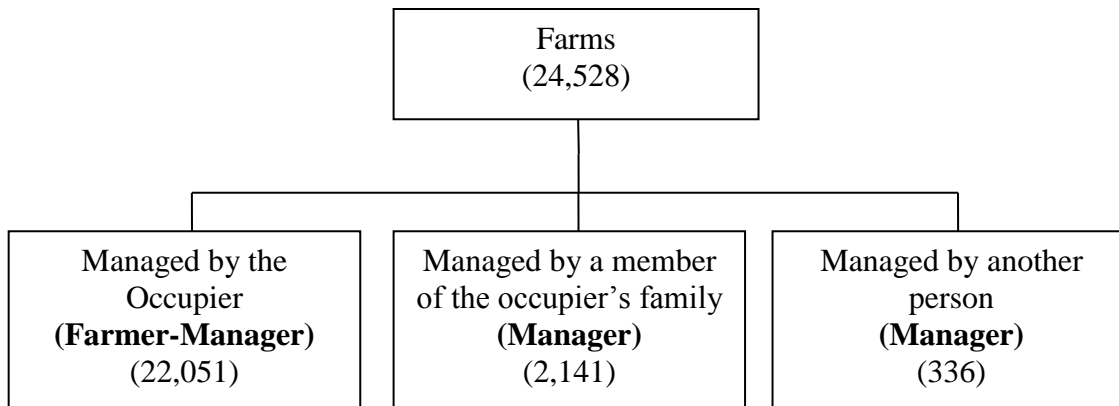 Farms
(24,528)
Managed by the
Occupier
(Farmer-Manager)
(22,051)
Managed by a member
of the occupier’s family
(Manager)
(2,141)
Managed by another
person
(Manager)
(336)